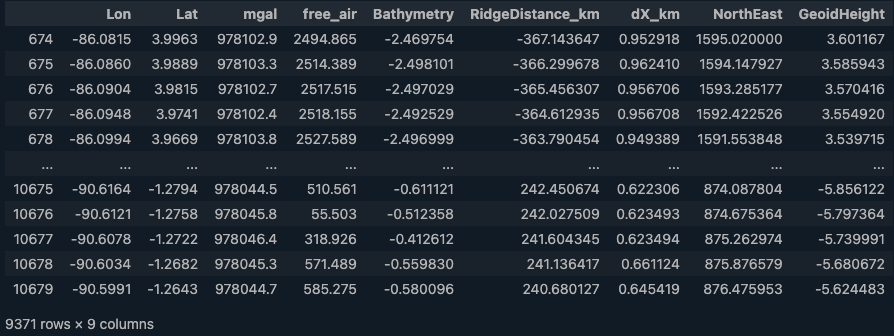 Lon Lat mgal free_air Bathymetry RidgeDistance_km dX_km NorthEast GeoidHeight
674 -86.0815 3.9963 978102.9 2494.865 -2.469754 -367.143647 0.952918 1595.020000 3.601167
675 -86.0860 3.9889 978103.3 2514.389 -2.498101 -366.299678 0.962410 1594.147927 3.585943
676 -86.0904 3.9815 978102.7 2517.515 -2.497029 -365.456307 0.956706 1593.285177 3.570416
677 -86.0948 3.9741 978102.4 2518.155 -2.492529 -364.612935 0.956708 1592.422526 3.554920
678 -86.0994 3.9669 978103.8 2527.589 -2.496999 -363.790454 0.949389 1591.553848 3.539715
... ... ... ... ... ... ... ... ... ...
10675 -90.6164 -1.2794 978044.5 510.561 -0.611121 242.450674 0.622306 874.087804 -5.856122
10676 -90.6121 -1.2758 978045.8 55.503 -0.512358 242.027509 0.623493 874.675364 -5.797364
10677 -90.6078 -1.2722 978046.4 318.926 -0.412612 241.604345 0.623494 875.262974 -5.739991
10678 -90.6034 -1.2682 978045.3 571.489 -0.559830 241.136417 0.661124 875.876579 -5.680672
10679 -90.5991 -1.2643 978044.7 585.275 -0.580096 240.680127 0.645419 876.475953 -5.624483
9371 rows × 9 columns